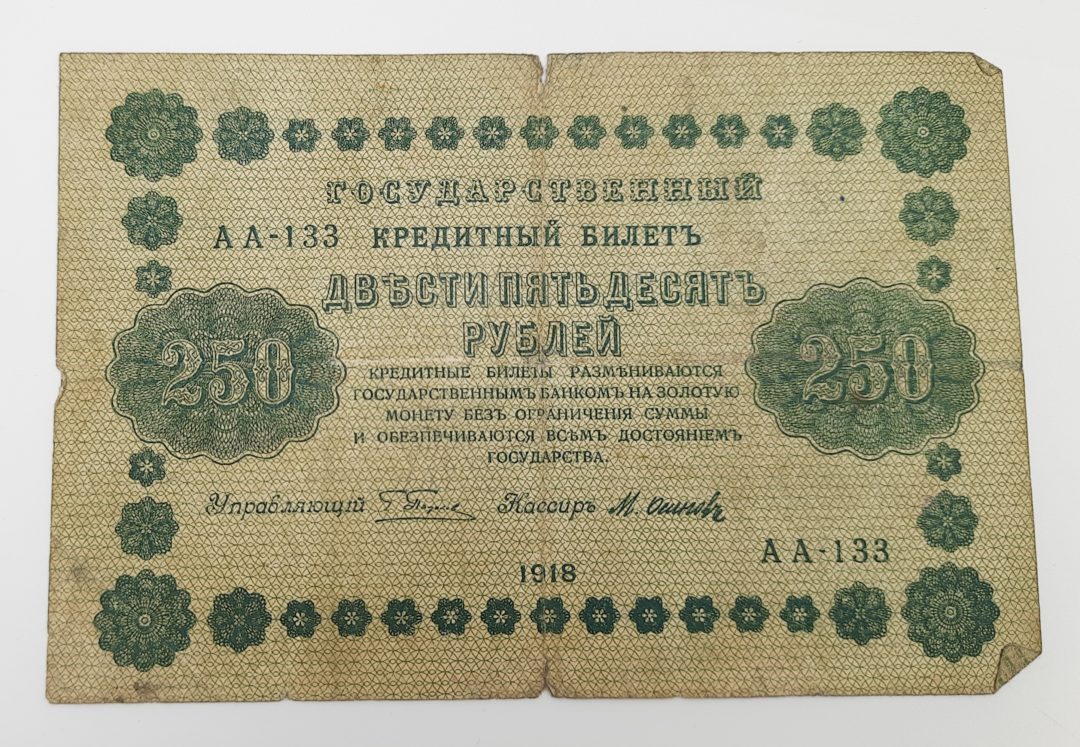 ГОСУДАРСТВЕННЫЙ
АА-133 КРЕДИТНЫЙ БИЛЕТЪ
ДВѢСТИ ПЯТЬДЕСЯТЪ
РУБЛЕЙ
250 250
КРЕДИТНЫЕ БИЛЕТЫ РАЗМѢНИВАЮТСЯ
ГОСУДАРСТВЕННЫМЪ БАНКОМЪ НА ЗОЛОТУЮ
МОНЕТУ БЕЗЪ ОГРАНИЧЕНІЯ СУММЫ
И ОБЕЗПЕЧИВАЮТСЯ ВСѢМЪ ДОСТОЯНІЕМЪ
ГОСУДАРСТВА.
Управляющій Кассиръ М. Осиповъ
АА-133
1918